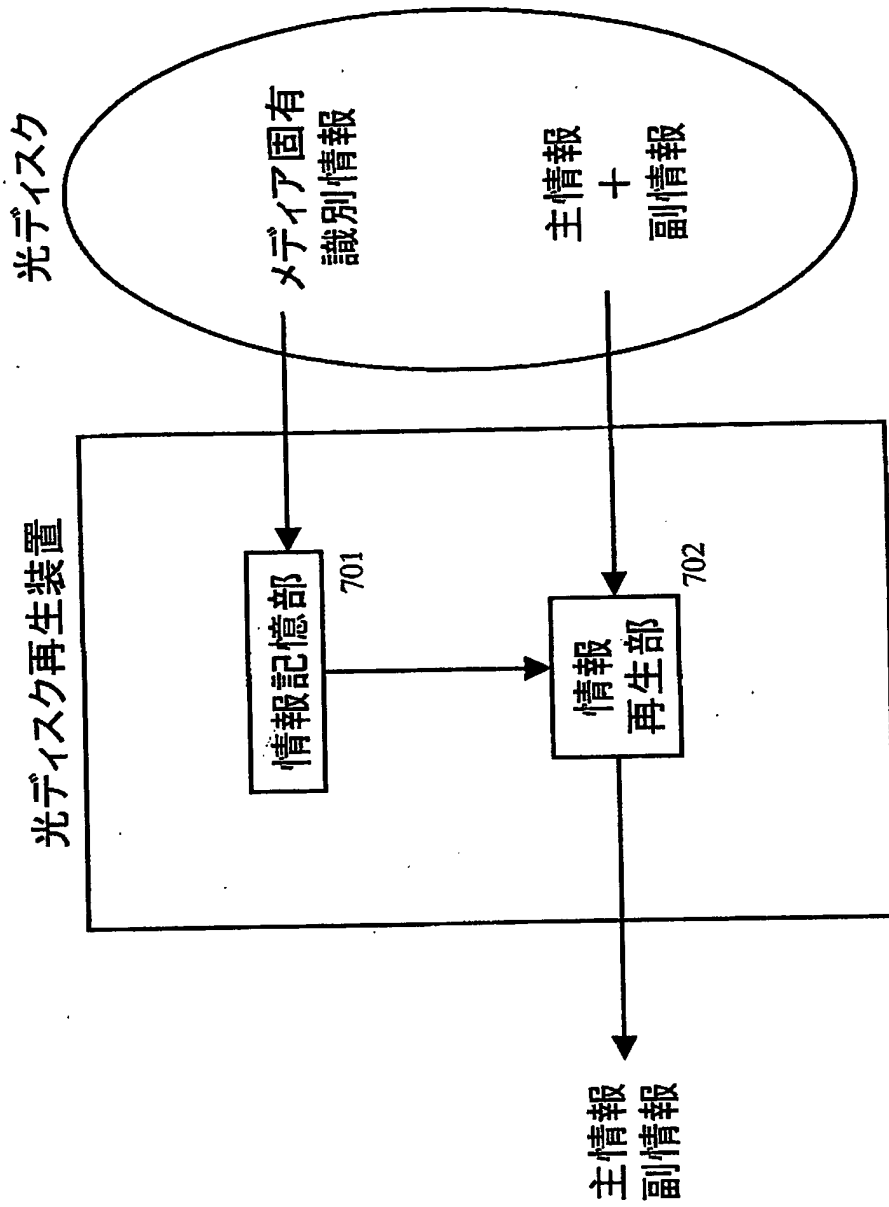 光ディスク再生装置
光ディスク
情報記憶部
701
メディア固有
識別情報
情報
再生部
702
主情報
＋
副情報
主情報
副情報